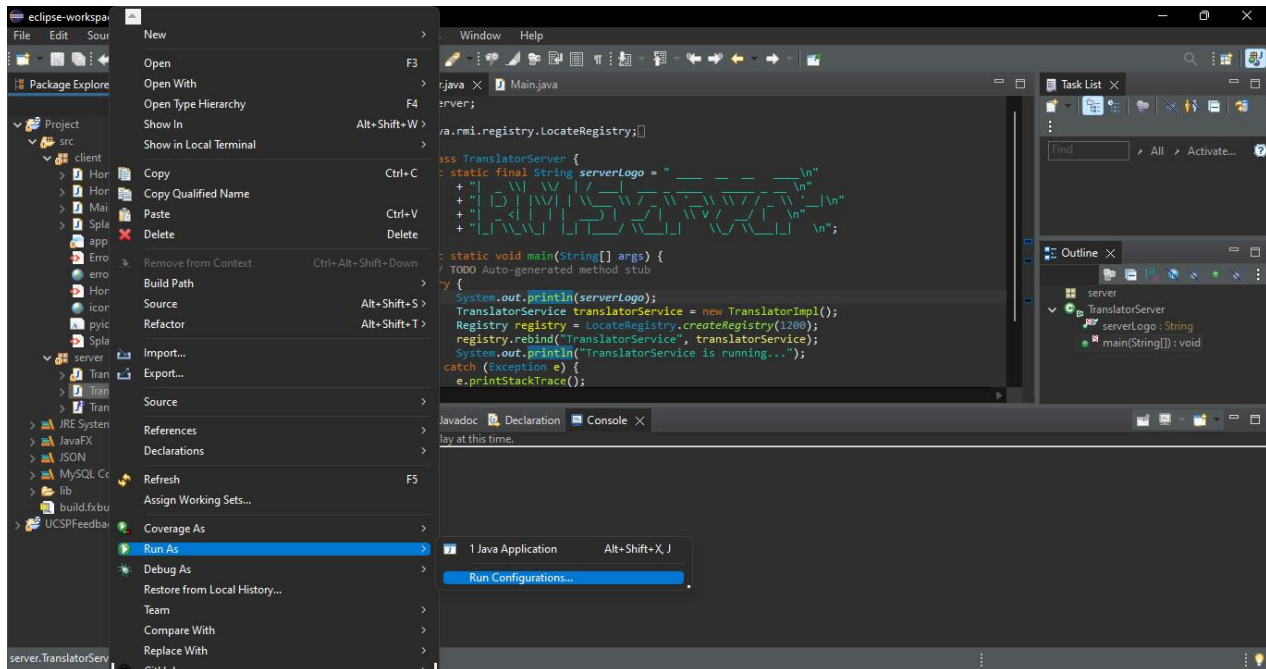 eclipse-workspa
File Edit Sour Window Help
Package Explore
Project
src
client
Hor
Hor
Mai
Spla
app
Erro
erro
Hor
icor
pyic
Spla
server
Tran
Tran
Tran
JRE System
JavaFX
JSON
MySQL Co
lib
build.fxbu
UCSPFeedba
server.TranslatorServ
New
Open F3
Open With
Open Type Hierarchy F4
Show In Alt+Shift+W
Show in Local Terminal
Copy Ctrl+C
Copy Qualified Name
Paste Ctrl+V
Delete Delete
Remove from Context Ctrl+Alt+Shift+Down
Build Path
Source Alt+Shift+S
Refactor Alt+Shift+T
Import...
Export...
Source
References
Declarations
Refresh F5
Assign Working Sets...
Coverage As
Run As
Debug As
Restore from Local History...
Team
Compare With
Replace With
1 Java Application Alt+Shift+X, J
Run Configurations...
r.java Main.java
erver;
va.rmi.registry.LocateRegistry;
ass TranslatorServer {
c static final String serverLogo = "
static void main(String[] args) {
TODO Auto-generated method stub
y {
System.out.println(serverLogo);
TranslatorService translatorService = new TranslatorImpl();
Registry registry = LocateRegistry.createRegistry(1200);
registry.rebind("TranslatorService", translatorService);
System.out.println("TranslatorService is running...");
catch (Exception e) {
e.printStackTrace();
Javadoc Declaration Console
lay at this time.
Task List
Find All Activate...
Outline
server
TranslatorServer
serverLogo : String
main(String[]) : void